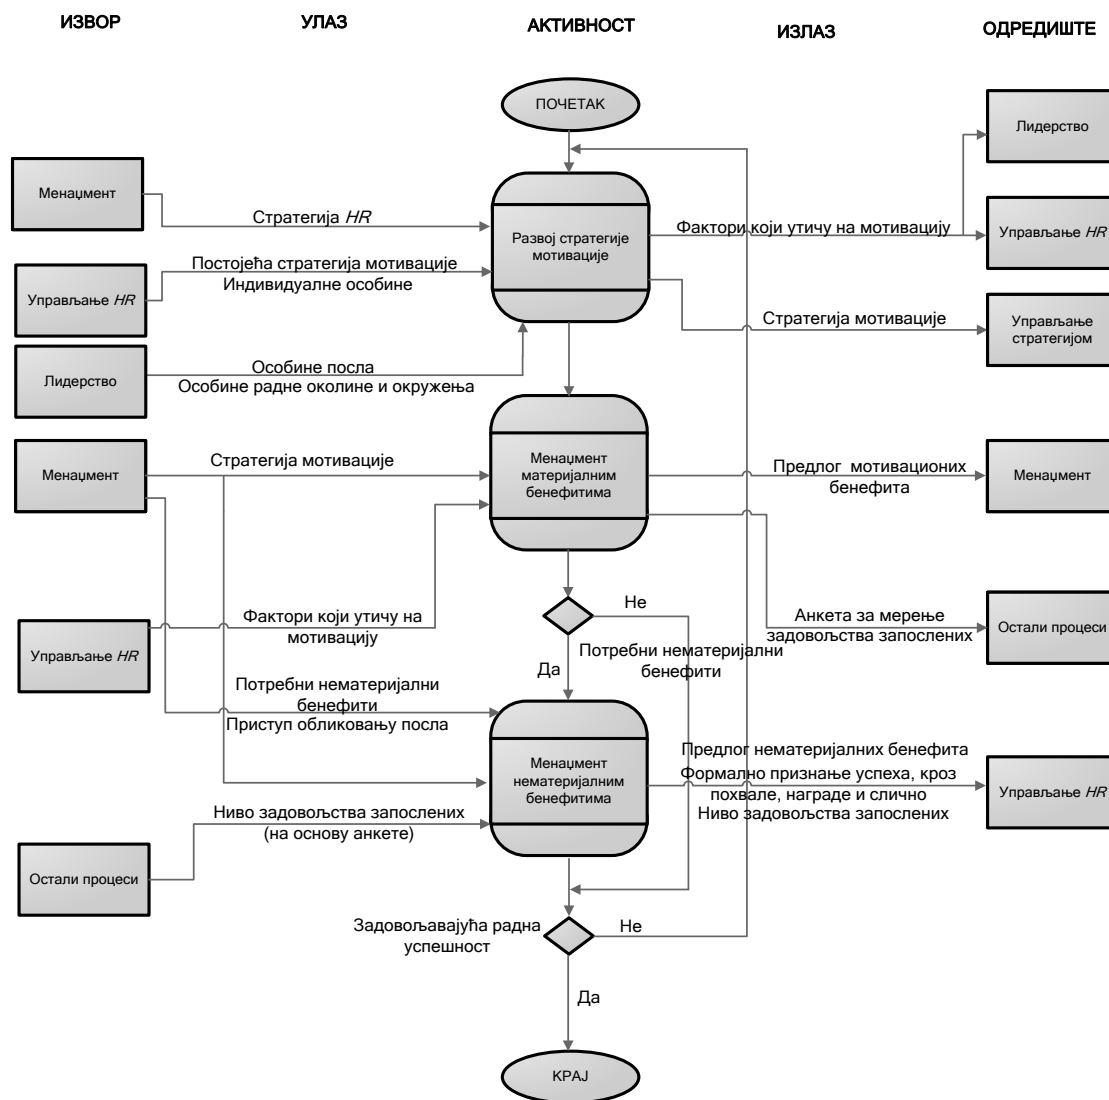 ИЗВОР
УЛАЗ
АКТИВНОСТ
ИЗЛАЗ
ОДРЕДИШТЕ
ПОЧЕТАК
Лидерство
Менаџмент
Стратегија HR
Развој стратегије
мотивације
Фактори који утичу на мотивацију
Управљање HR
Постојећа стратегија мотивације
Индивидуалне особине
Управљање HR
Стратегија мотивације
Управљање
стратегијом
Лидерство
Особине посла
Особине радне околине и окружења
Менаџмент
Стратегија мотивације
Менаџмент
материјалним
бенефитима
Предлог мотивационих
бенефита
Менаџмент
Не
Фактори који утичу на
мотивацију
Управљање HR
Потребни нематеријални
бенефити
Да
Анкета за мерење
задовољства запослених
Остали процеси
Потребни нематеријални
бенефити
Приступ обликовању посла
Менаџмент
нематеријалним
бенефитима
Предлог нематеријалних бенефита
Формално признање успеха, кроз
похвале, награде и слично
Ниво задовољства запослених
Управљање HR
Ниво задовољства запослених
(на основу анкете)
Остали процеси
Задовољавајућа радна
успешност
Не
Да
КРАЈ